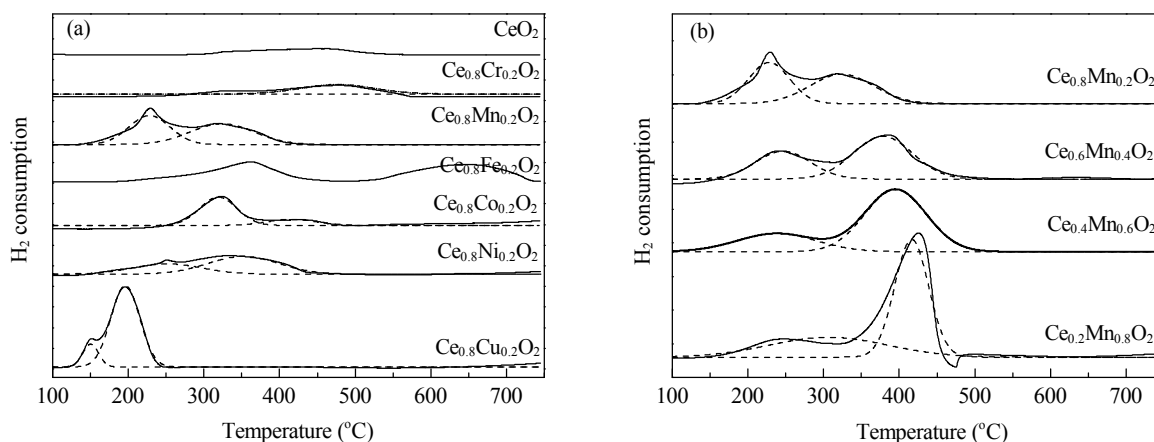 (a)
CeO₂
Ce₀.₈Cr₀.₂O₂
Ce₀.₈Mn₀.₂O₂
Ce₀.₈Fe₀.₂O₂
Ce₀.₈Co₀.₂O₂
Ce₀.₈Ni₀.₂O₂
Ce₀.₈Cu₀.₂O₂
H₂ consumption
100 200 300 400 500 600 700
Temperature (°C)
(b)
Ce₀.₈Mn₀.₂O₂
Ce₀.₆Mn₀.₄O₂
Ce₀.₄Mn₀.₆O₂
Ce₀.₂Mn₀.₈O₂
H₂ consumption
100 200 300 400 500 600 700
Temperature (°C)